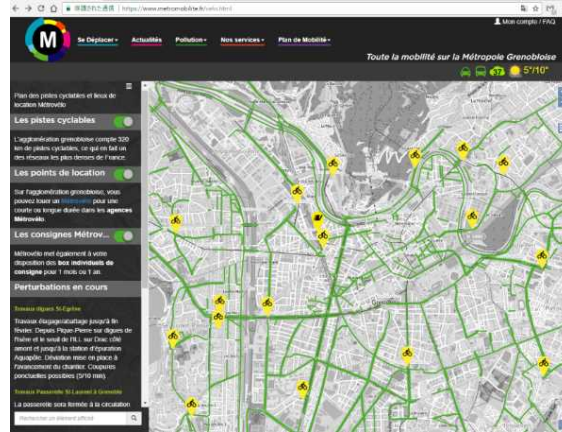 保護された通信 | https://www.metromobilite.fr/velo.html
Mon compte / FAQ
M
Se Déplacer
Actualités
Pollution
Nos services
Plan de Mobilité
Toute la mobilité sur la Métropole Grenobloise
37
5°/10°
Plan des pistes cyclables et lieux de
location Métrovélo
Les pistes cyclables
L'agglomération grenobloise compte 320
km de pistes cyclables, ce qui en fait un
des réseaux les plus denses de France.
Les points de location
Sur l'agglomération grenobloise, vous
pouvez louer un Métrovélo pour une
courte ou longue durée dans les agences
Métrovélo.
Les consignes Métrov...
Métrovélo met également à votre
disposition des box individuels de
consigne pour 1 mois ou 1 an.
Perturbations en cours
Travaux digues St-Egrève
Travaux élagage/abattage jusqu'à fin
février. Depuis Pique-Pierre sur digues de
l'Isère et le seuil de l'ILL sur Drac côté
amont et jusqu'à la station d'épuration
Aquapôle. Déviation mise en place à
l'avancement du chantier. Coupures
ponctuelles possibles (5/10 min).
Travaux Passerelle St Laurent à Grenoble
La passerelle sera fermée à la circulation
Rechercher un élément affiché